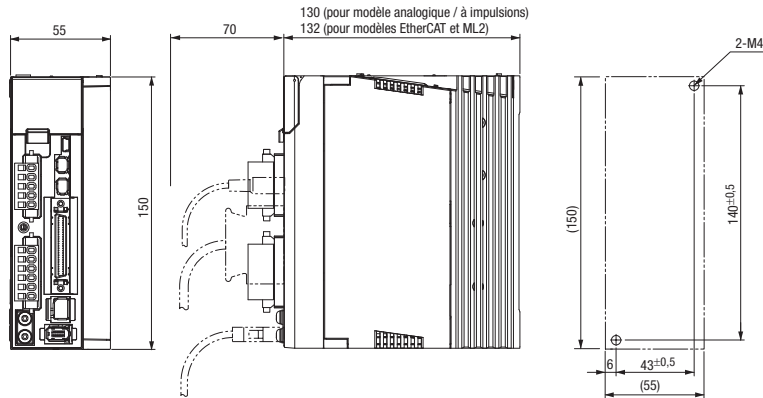 130 (pour modèle analogique / à impulsions)
132 (pour modèles EtherCAT et ML2)
55
70
2-M4
150
(150)
140±0,5
6
43±0,5
(55)